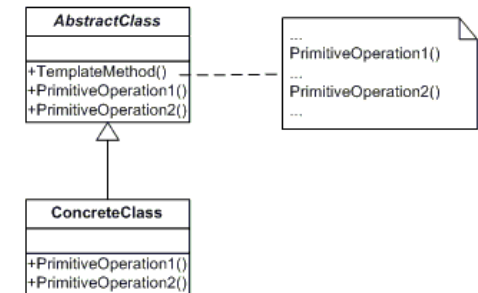 AbstractClass
+TemplateMethod()
+PrimitiveOperation1()
+PrimitiveOperation2()
...
PrimitiveOperation1()
...
PrimitiveOperation2()
...
ConcreteClass
+PrimitiveOperation1()
+PrimitiveOperation2()